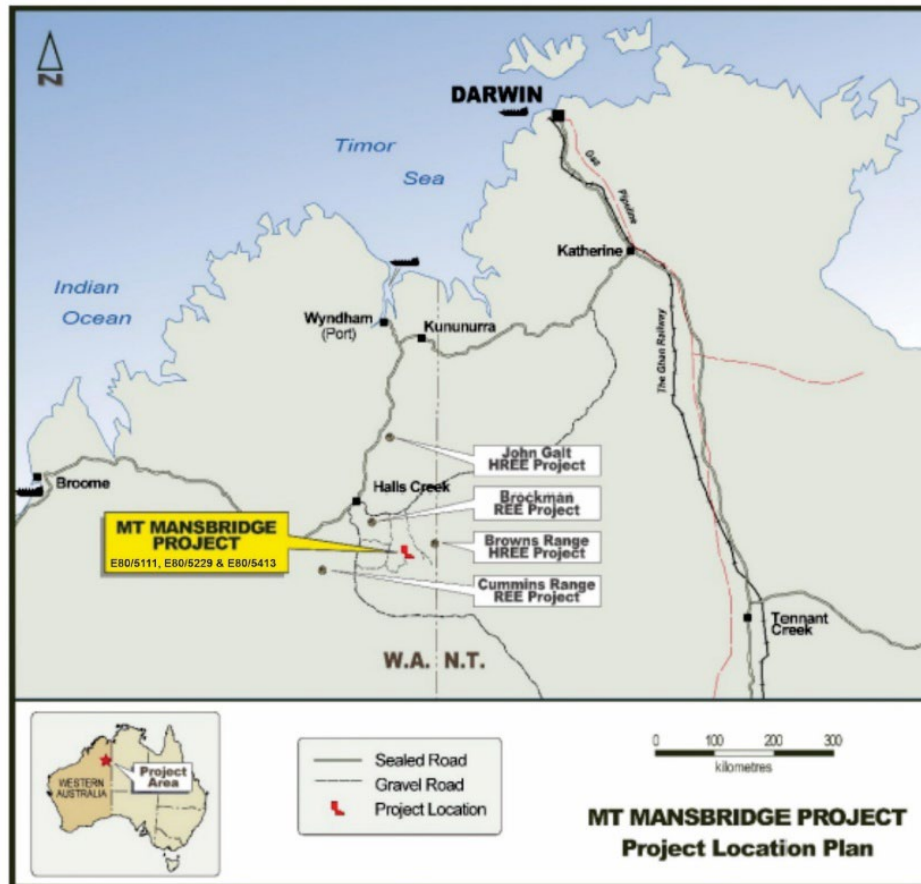 N
DARWIN
Timor
Sea
Gas
Pipeline
Katherine
Indian
Ocean
Wyndham
(Port)
Kununurra
The Ghan Railway
John Galt
HREE Project
Broome
Halls Creek
Brockman
REE Project
MT MANSBRIDGE
PROJECT
E80/5111, E80/5229 & E80/5413
Browns Range
HREE Project
Cummins Range
REE Project
Tennant
Creek
W.A. N.T.
WESTERN
AUSTRALIA
Project
Area
Sealed Road
Gravel Road
Project Location
0 100 200 300
kilometres
MT MANSBRIDGE PROJECT
Project Location Plan